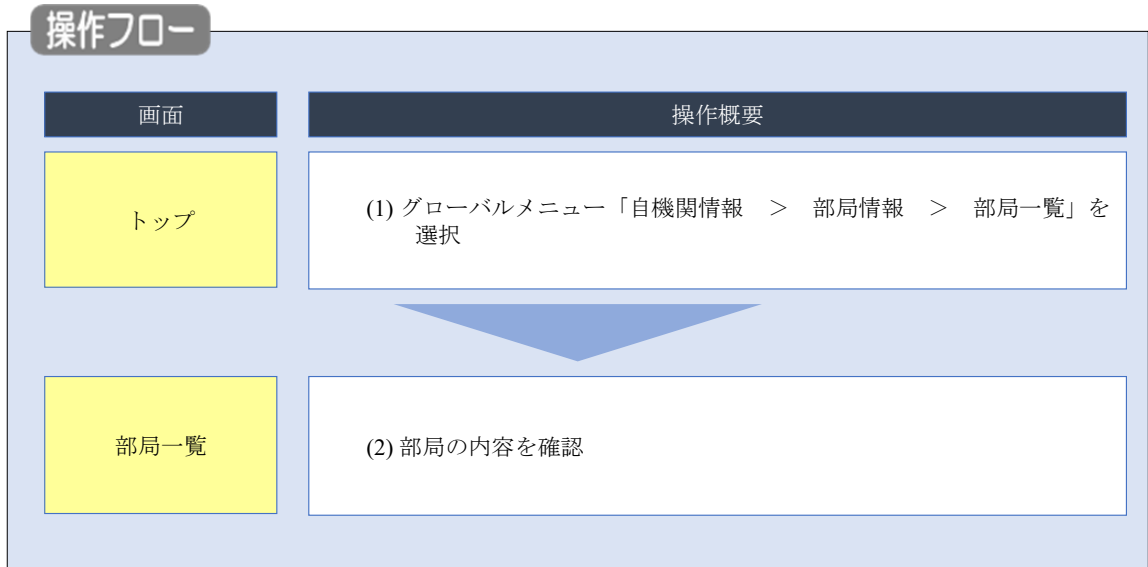 操作フロー
画面
操作概要
トップ
(1) グローバルメニュー「自機関情報　＞　部局情報　＞　部局一覧」を
選択
部局一覧
(2) 部局の内容を確認